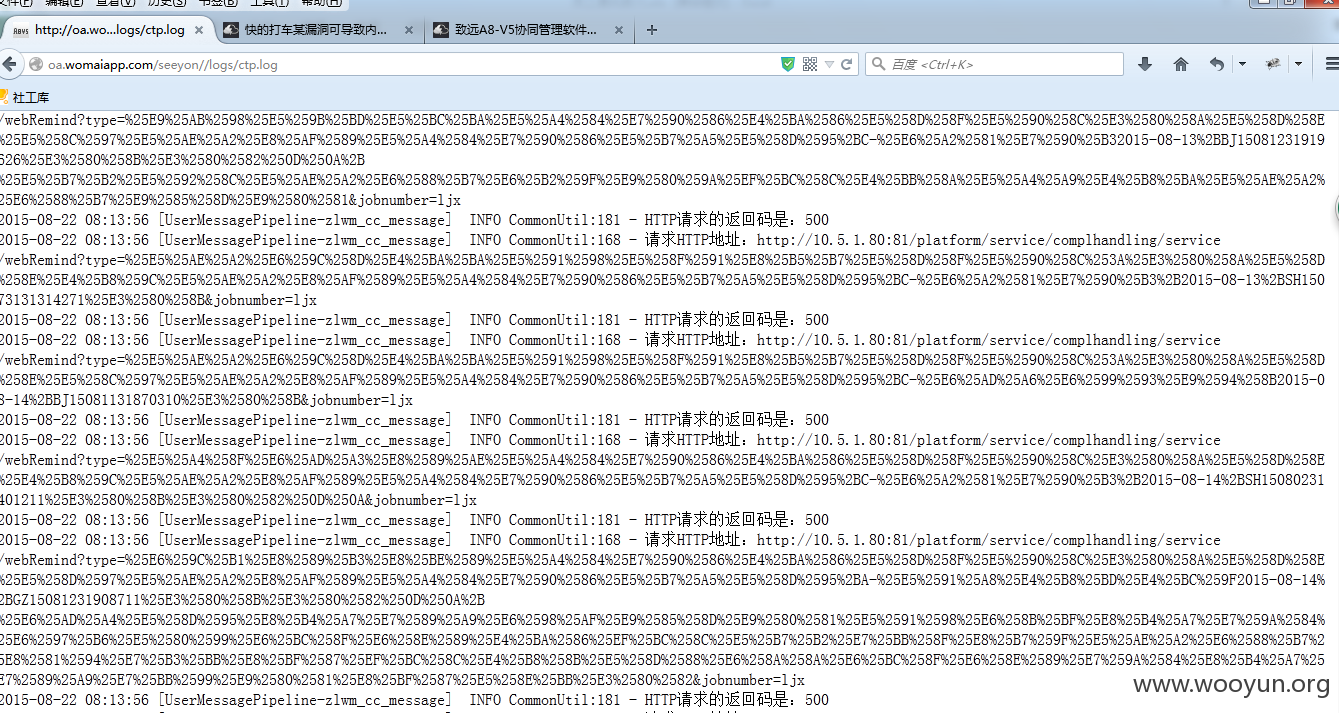 文件(F) 编辑(E) 查看(V) 历史(S) 书签(B) 工具(T) 帮助(H)
http://oa.wo...logs/ctp.log
快的打车某漏洞可导致内...
致远A8-V5协同管理软件...
oa.womaiapp.com/seeyon//logs/ctp.log
百度 <Ctrl+K>
社工库
/webRemind?type=%25E9%25AB%2598%25E5%259B%25BD%25E5%25BC%25BA%25E5%25A4%2584%25E7%2590%2586%25E4%25BA%2586%25E5%258D%258F%25E5%2590%258C%25E3%2580%258A%25E5%258D%258E
%25E5%258C%2597%25E5%25AE%25A2%25E8%25AF%2589%25E5%25A4%2584%25E7%2590%2586%25E5%25B7%25A5%25E5%258D%2595%2BC-%25E6%25A2%2581%25E7%2590%25B32015-08-13%2BBJ15081231919
526%25E3%2580%258B%25E3%2580%2582%250D%250A%2B
%25E5%25B7%25B2%25E5%2592%258C%25E5%25AE%25A2%25E6%2588%25B7%25E6%25B2%259F%25E9%2580%259A%25EF%25BC%258C%25E4%25BB%258A%25E5%25A4%25A9%25E4%25B8%25BA%25E5%25AE%25A2%
25E6%2588%25B7%25E9%2585%258D%25E9%2580%2581&jobnumber=ljx
2015-08-22 08:13:56 [UserMessagePipeline-zlwm_cc_message] INFO CommonUtil:181 - HTTP请求的返回码是：500
2015-08-22 08:13:56 [UserMessagePipeline-zlwm_cc_message] INFO CommonUtil:168 - 请求HTTP地址：http://10.5.1.80:81/platform/service/complhandling/service
/webRemind?type=%25E5%25AE%25A2%25E6%259C%258D%25E4%25BA%25BA%25E5%2591%2598%25E5%258F%2591%25E8%25B5%25B7%25E5%258D%258F%25E5%2590%258C%253A%25E3%2580%258A%25E5%258D
%258E%25E4%25B8%259C%25E5%25AE%25A2%25E8%25AF%2589%25E5%25A4%2584%25E7%2590%2586%25E5%25B7%25A5%25E5%258D%2595%2BC-%25E6%25A2%2581%25E7%2590%25B3%2B2015-08-13%2BSH150
73131314271%25E3%2580%258B&jobnumber=ljx
2015-08-22 08:13:56 [UserMessagePipeline-zlwm_cc_message] INFO CommonUtil:181 - HTTP请求的返回码是：500
2015-08-22 08:13:56 [UserMessagePipeline-zlwm_cc_message] INFO CommonUtil:168 - 请求HTTP地址：http://10.5.1.80:81/platform/service/complhandling/service
/webRemind?type=%25E5%25AE%25A2%25E6%259C%258D%25E4%25BA%25BA%25E5%2591%2598%25E5%258F%2591%25E8%25B5%25B7%25E5%258D%258F%25E5%2590%258C%253A%25E3%2580%258A%25E5%258D
%258E%25E5%258C%2597%25E5%25AE%25A2%25E8%25AF%2589%25E5%25A4%2584%25E7%2590%2586%25E5%25B7%25A5%25E5%258D%2595%2BC-%25E6%25AD%25A6%25E6%2599%2593%25E9%2594%258B2015-0
8-14%2BBJ15081131870310%25E3%2580%258B&jobnumber=ljx
2015-08-22 08:13:56 [UserMessagePipeline-zlwm_cc_message] INFO CommonUtil:181 - HTTP请求的返回码是：500
2015-08-22 08:13:56 [UserMessagePipeline-zlwm_cc_message] INFO CommonUtil:168 - 请求HTTP地址：http://10.5.1.80:81/platform/service/complhandling/service
/webRemind?type=%25E5%25A4%258F%25E6%25AD%25A3%25E8%2589%25AE%25E5%25A4%2584%25E7%2590%2586%25E4%25BA%2586%25E5%258D%258F%25E5%2590%258C%25E3%2580%258A%25E5%258D%258E
%25E4%25B8%259C%25E5%25AE%25A2%25E8%25AF%2589%25E5%25A4%2584%25E7%2590%2586%25E5%25B7%25A5%25E5%258D%2595%2BC-%25E6%25A2%2581%25E7%2590%25B3%2B2015-08-14%2BSH15080231
401211%25E3%2580%258B%25E3%2580%2582%250D%250A&jobnumber=ljx
2015-08-22 08:13:56 [UserMessagePipeline-zlwm_cc_message] INFO CommonUtil:181 - HTTP请求的返回码是：500
2015-08-22 08:13:56 [UserMessagePipeline-zlwm_cc_message] INFO CommonUtil:168 - 请求HTTP地址：http://10.5.1.80:81/platform/service/complhandling/service
/webRemind?type=%25E6%259C%25B1%25E8%2589%25B3%25E8%25BE%2589%25E5%25A4%2584%25E7%2590%2586%25E4%25BA%2586%25E5%258D%258F%25E5%2590%258C%25E3%2580%258A%25E5%258D%258E
%25E5%258D%2597%25E5%25AE%25A2%25E8%25AF%2589%25E5%25A4%2584%25E7%2590%2586%25E5%25B7%25A5%25E5%258D%2595%2BA-%25E5%2591%25A8%25E4%25B8%25BD%25E4%25BC%259F2015-08-14%
2BGZ15081231908711%25E3%2580%258B%25E3%2580%2582%250D%250A%2B
%25E6%25AD%25A4%25E5%258D%2595%25E8%25B4%25A7%25E7%2589%25A9%25E6%2598%25AF%25E9%2585%258D%25E9%2580%2581%25E5%2591%2598%25E6%258B%25BF%25E8%25B4%25A7%25E7%259A%2584%
25E6%2597%25B6%25E5%2580%2599%25E6%25BC%258F%25E6%258E%2589%25E4%25BA%2586%25EF%25BC%258C%25E5%25B7%25B2%25E7%25BB%258F%25E8%25B7%259F%25E5%25AE%25A2%25E6%2588%25B7%2
5E8%2581%2594%25E7%25B3%25BB%25E8%25BF%2587%25EF%25BC%258C%25E4%25B8%258B%25E5%258D%2588%25E6%258A%258A%25E6%25BC%258F%25E6%258E%2589%25E7%259A%2584%25E8%25B4%25A7%25
E7%2589%25A9%25E7%25BB%2599%25E9%2580%2581%25E8%25BF%2587%25E5%258E%25BB%25E3%2580%2582&jobnumber=ljx
2015-08-22 08:13:56 [UserMessagePipeline-zlwm_cc_message] INFO CommonUtil:181 - HTTP请求的返回码是：500
www.wooyun.org